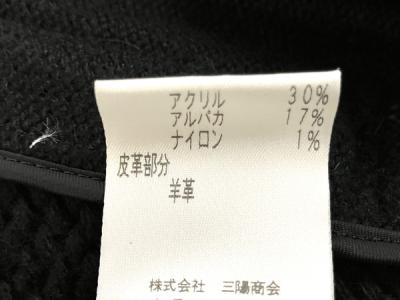 アクリル 30%
アルパカ 17%
ナイロン 1%
皮革部分
羊革
株式会社 三陽商会